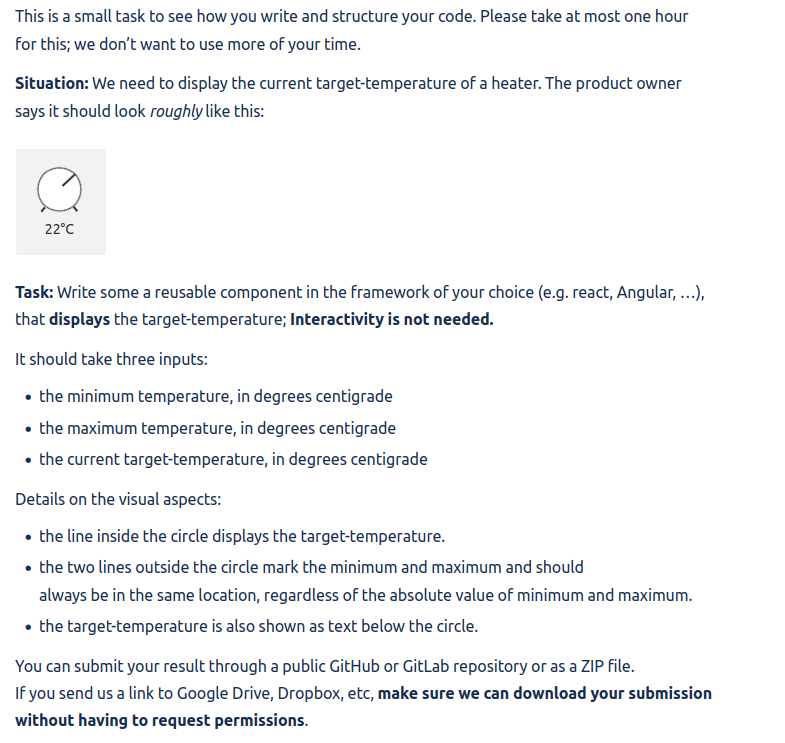 This is a small task to see how you write and structure your code. Please take at most one hour
for this; we don’t want to use more of your time.
Situation: We need to display the current target-temperature of a heater. The product owner
says it should look roughly like this:
22°C
Task: Write some a reusable component in the framework of your choice (e.g. react, Angular, …),
that displays the target-temperature; Interactivity is not needed.
It should take three inputs:
• the minimum temperature, in degrees centigrade
• the maximum temperature, in degrees centigrade
• the current target-temperature, in degrees centigrade
Details on the visual aspects:
• the line inside the circle displays the target-temperature.
• the two lines outside the circle mark the minimum and maximum and should
always be in the same location, regardless of the absolute value of minimum and maximum.
• the target-temperature is also shown as text below the circle.
You can submit your result through a public GitHub or GitLab repository or as a ZIP file.
If you send us a link to Google Drive, Dropbox, etc, make sure we can download your submission
without having to request permissions.